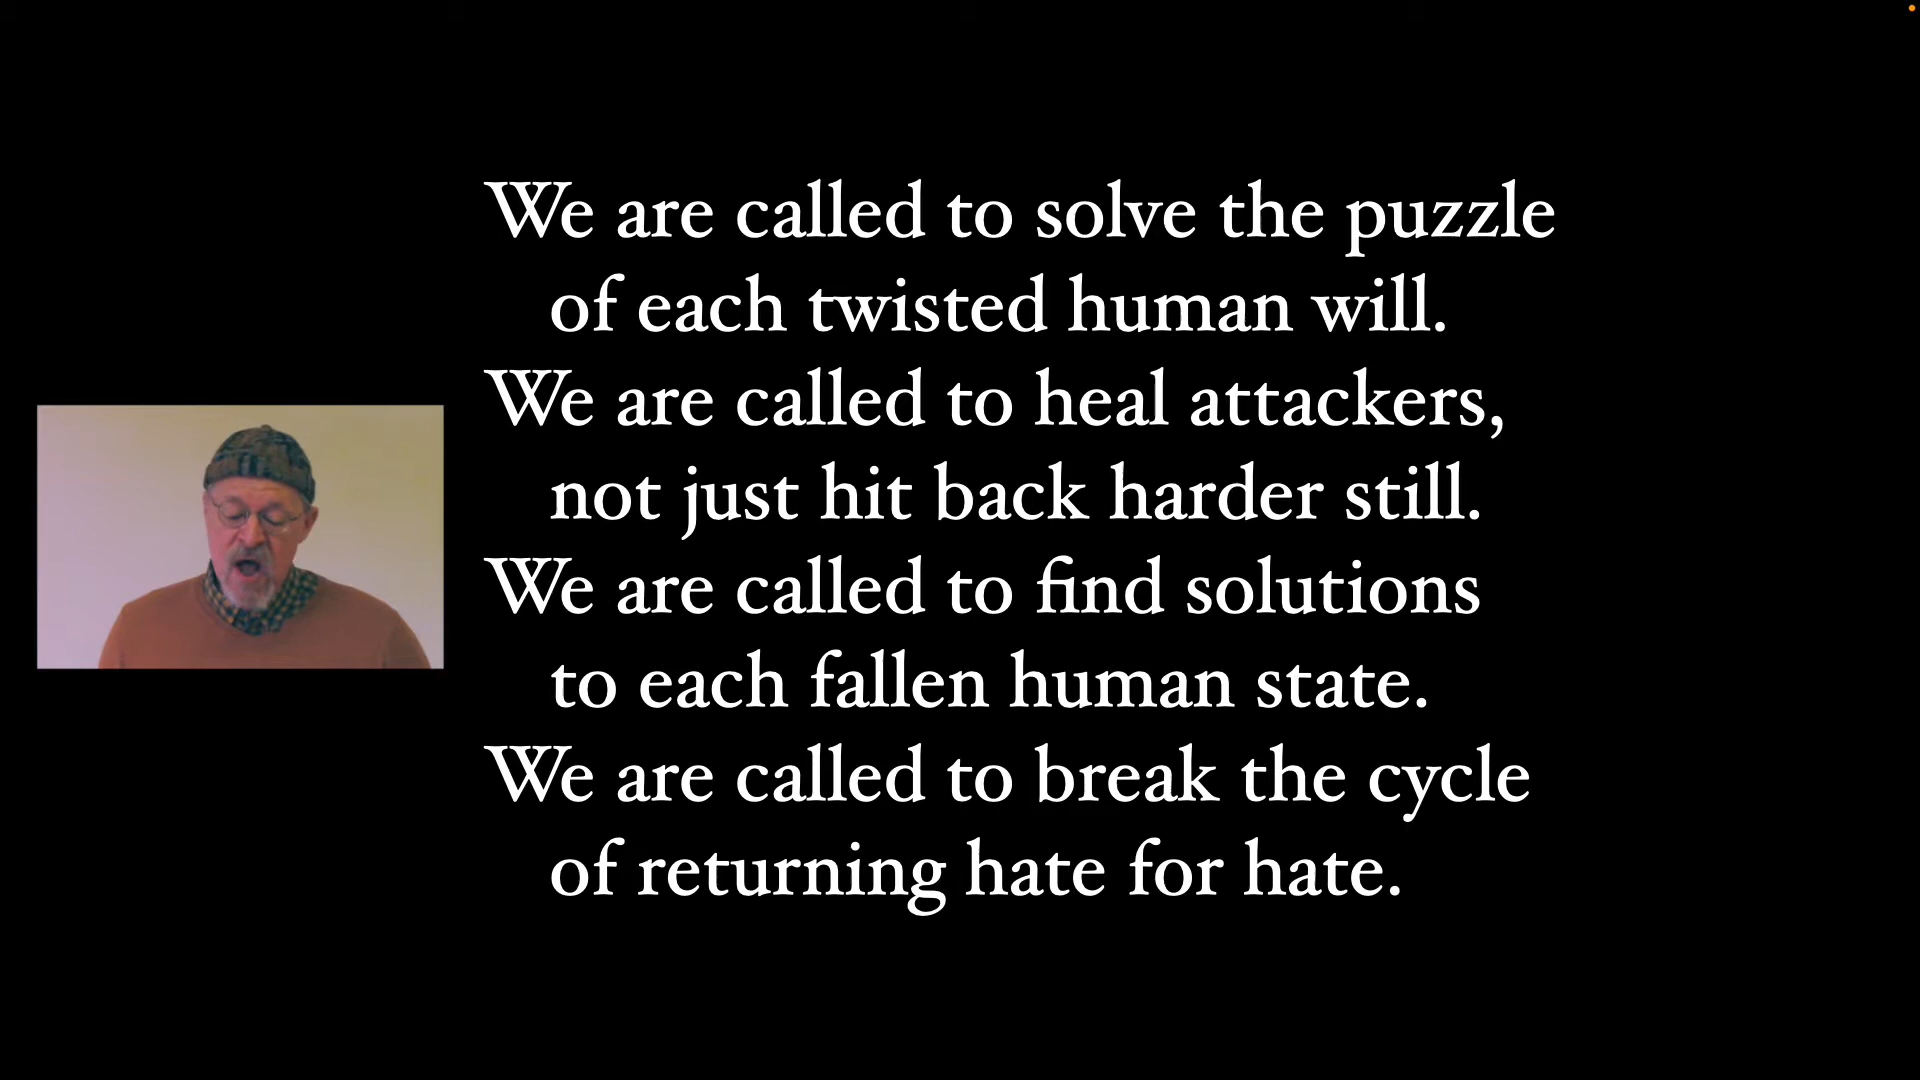 We are called to solve the puzzle
of each twisted human will.
We are called to heal attackers,
not just hit back harder still.
We are called to find solutions
to each fallen human state.
We are called to break the cycle
of returning hate for hate.